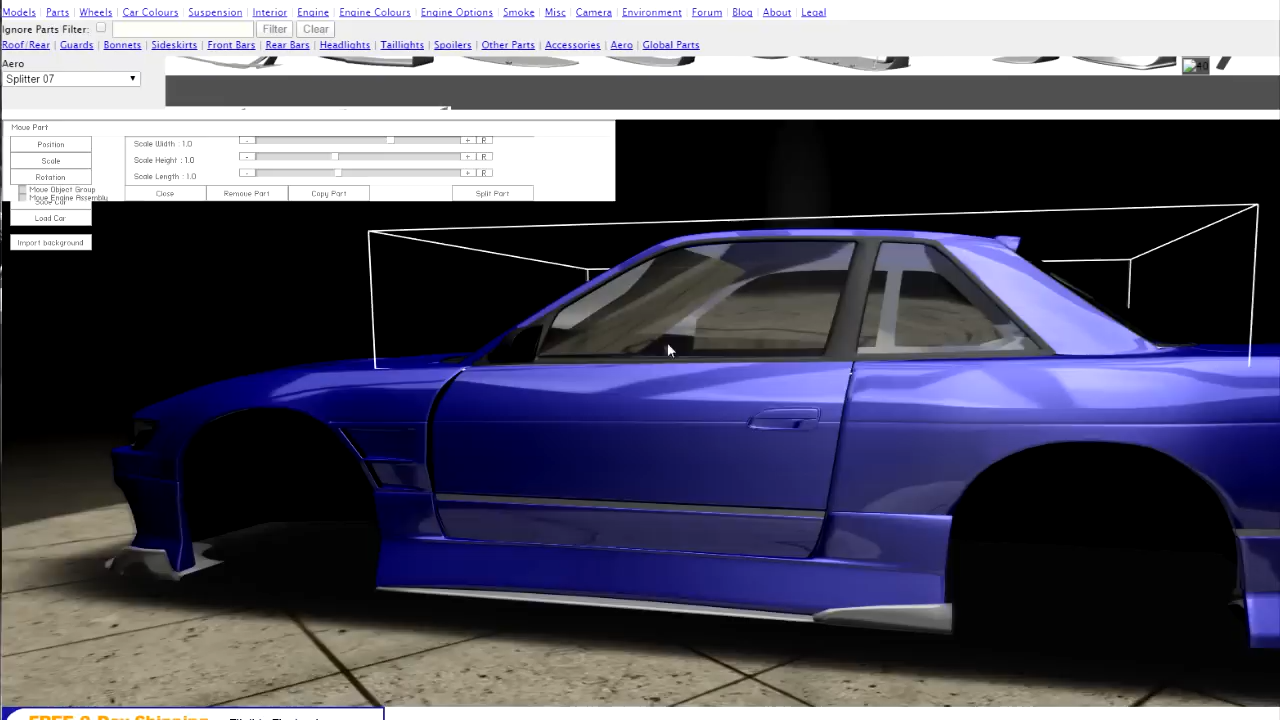 Models Parts Wheels Car Colours Suspension Interior Engine Engine Colours Engine Options Smoke Misc Camera Environment Forum Blog About Legal
Ignore Parts Filter: Filter Clear
Roof/Rear Guards Bonnets Sideskirts Front Bars Rear Bars Headlights Taillights Spoilers Other Parts Accessories Aero Global Parts
Aero
Splitter 07
Move Part
Position
Scale
Rotation
Move Object Group
Move Engine Assembly
Save Car
Load Car
Import background
Scale Width : 1.0 - + R
Scale Height : 1.0 - + R
Scale Length : 1.0 - + R
Close Remove Part Copy Part Split Part